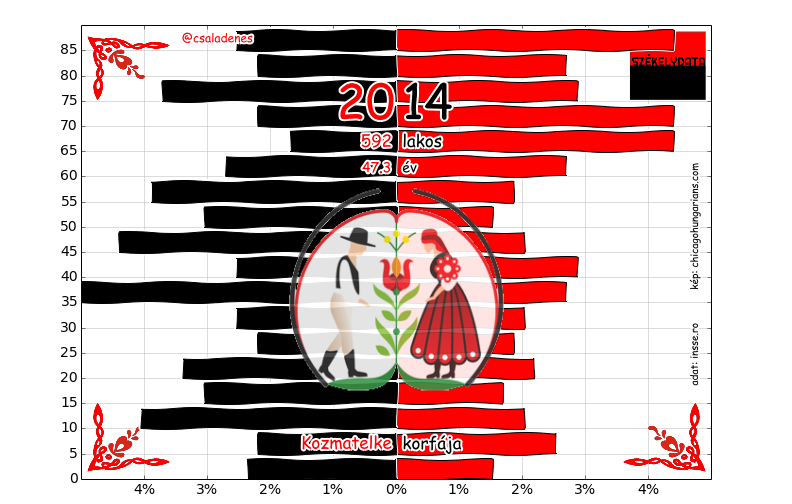 @csaladenes
SZÉKELYDATA
2014
592 lakos
47.3 év
kép: chicagohungarians.com
adat: insse.ro
Kozmatelke korfája
85
80
75
70
65
60
55
50
45
40
35
30
25
20
15
10
5
0
4% 3% 2% 1% 0% 1% 2% 3% 4%